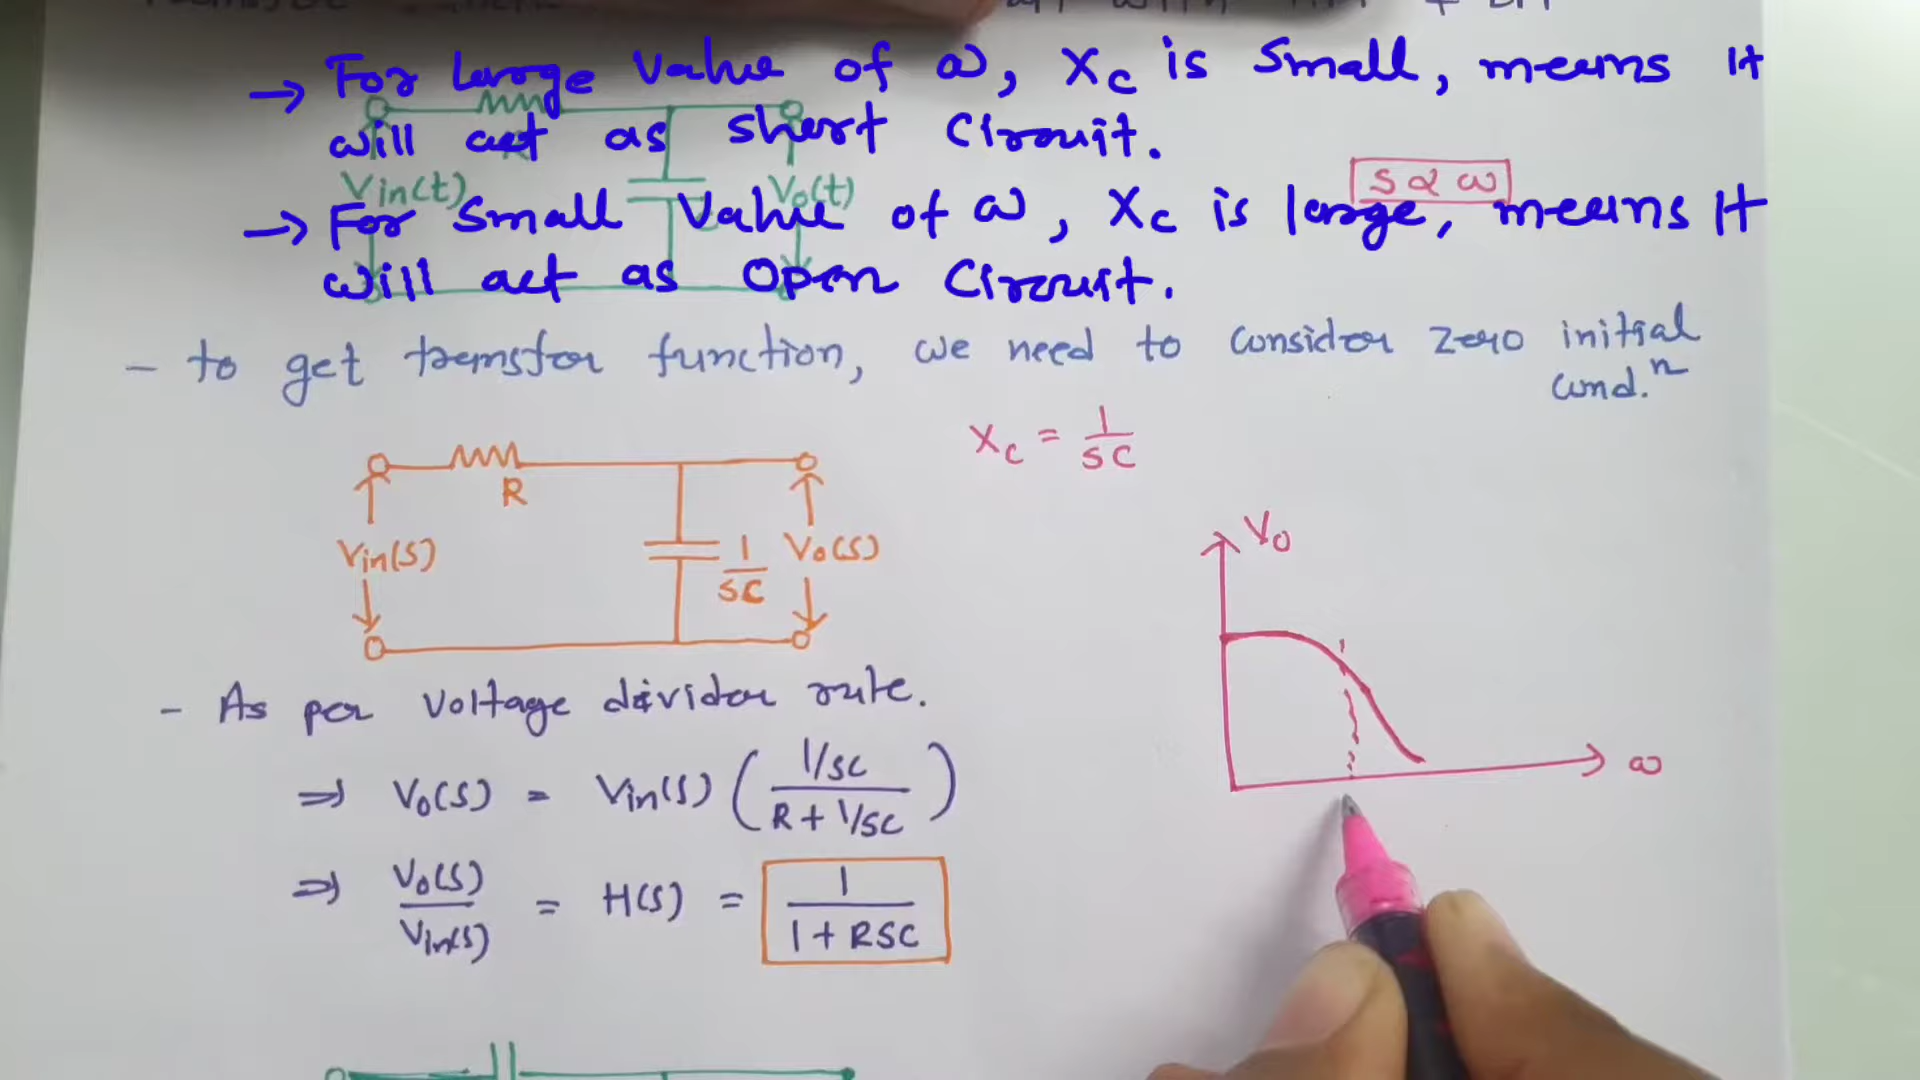 → For large Value of ω, Xc is Small, means it
will act as short Circuit.
Vin(t)
Vo(t)
S ∝ ω
→ For Small Value of ω, Xc is large, means it
will act as Open Circuit.
- to get transfer function, we need to consider zero initial
cond.ⁿ
Xc = 1/SC
R
Vin(s)
1/SC
Vo(s)
Vo
ω
- As per Voltage divider rule.
⇒ Vo(s) = Vin(s) ( 1/SC / R + 1/SC )
⇒ Vo(s) / Vin(s) = H(s) = 1 / 1 + RSC